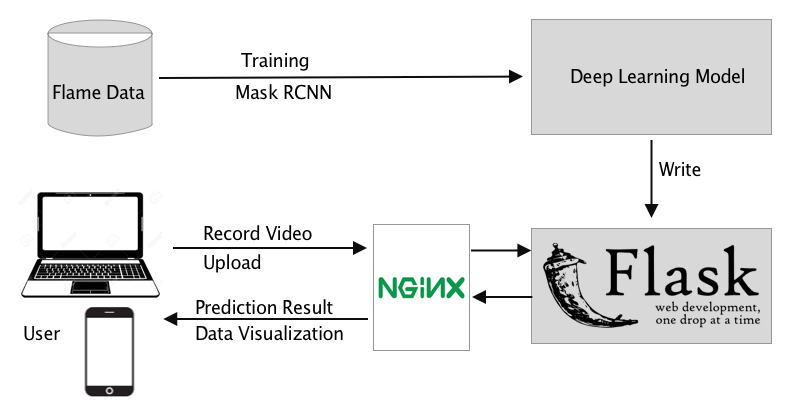 Training
Flame Data
Mask RCNN
Deep Learning Model
Write
Record Video
Upload
NGiNX
Flask
web development,
one drop at a time
Prediction Result
Data Visualization
User